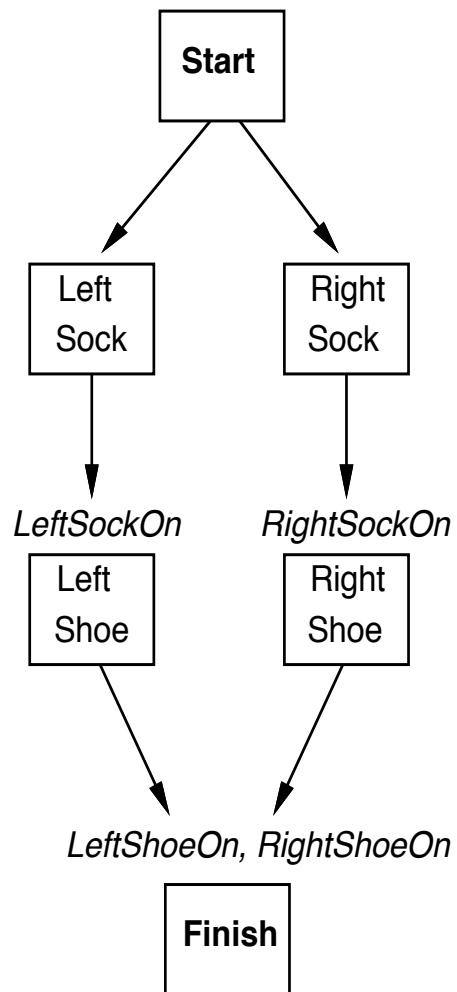 Start
Left
Sock
Right
Sock
LeftSockOn
RightSockOn
Left
Shoe
Right
Shoe
LeftShoeOn, RightShoeOn
Finish